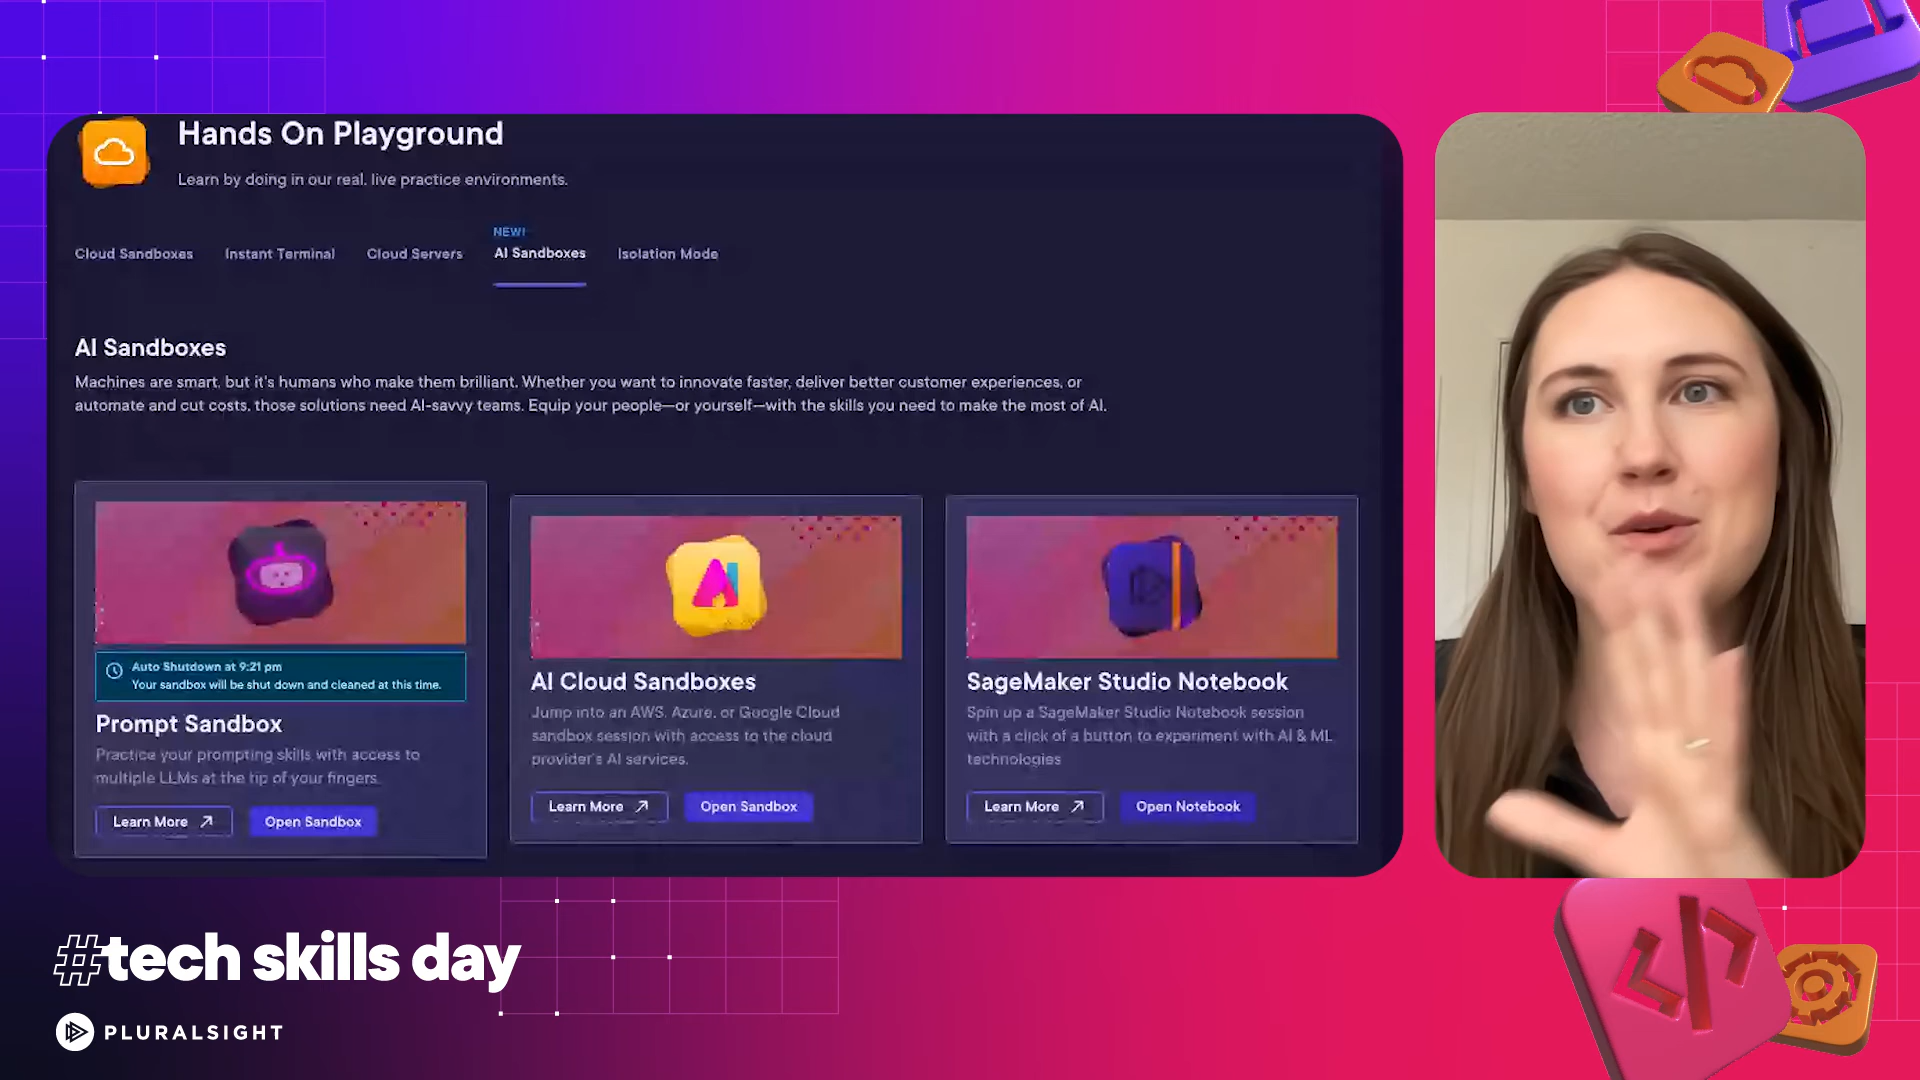 Hands On Playground
Learn by doing in our real, live practice environments.
NEW!
Cloud Sandboxes Instant Terminal Cloud Servers AI Sandboxes Isolation Mode
AI Sandboxes
Machines are smart, but it's humans who make them brilliant. Whether you want to innovate faster, deliver better customer experiences, or
automate and cut costs, those solutions need AI-savvy teams. Equip your people—or yourself—with the skills you need to make the most of AI.
AI
Auto Shutdown at 9:21 pm
Your sandbox will be shut down and cleaned at this time.
Prompt Sandbox
Practice your prompting skills with access to
multiple LLMs at the tip of your fingers.
Learn More Open Sandbox
AI Cloud Sandboxes
Jump into an AWS, Azure, or Google Cloud
sandbox session with access to the cloud
provider's AI services.
Learn More Open Sandbox
SageMaker Studio Notebook
Spin up a SageMaker Studio Notebook session
with a click of a button to experiment with AI & ML
technologies
Learn More Open Notebook
#tech skills day
PLURALSIGHT